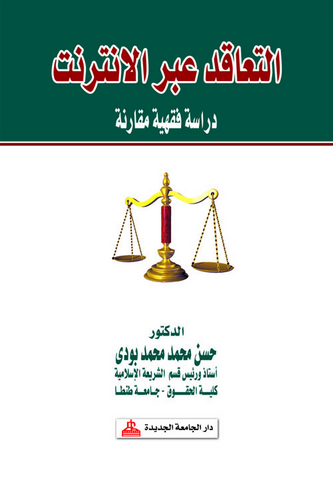 التعاقد عبر الانترنت
دراسة فقهية مقارنة
الدكتور
حسن محمد محمد بودى
أستاذ ورئيس قسم الشريعة الإسلامية
كلية الحقوق - جامعة طنطا
دار الجامعة الجديدة